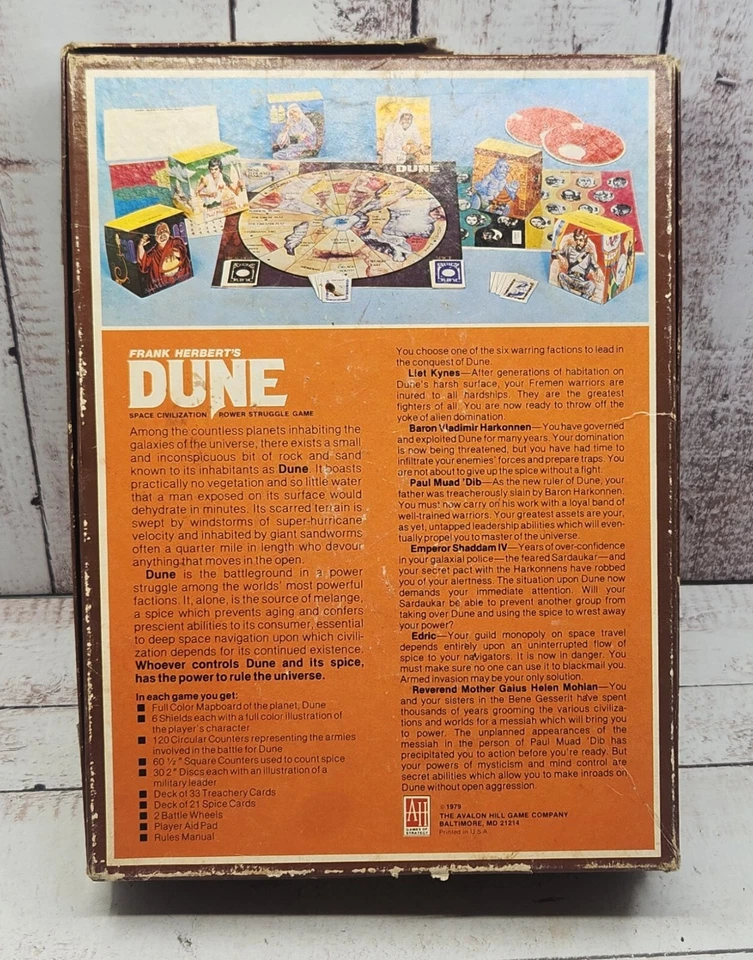 DUNE
FRANK HERBERT'S
DUNE
SPACE CIVILIZATION POWER STRUGGLE GAME
Among the countless planets inhabiting the
galaxies of the universe, there exists a small
and inconspicuous bit of rock and sand
known to its inhabitants as Dune. It boasts
practically no vegetation and so little water
that a man exposed on its surface would
dehydrate in minutes. Its scarred terrain is
swept by windstorms of super-hurricane
velocity and inhabited by giant sandworms
often a quarter mile in length who devour
anything that moves in the open.
Dune is the battleground in a power
struggle among the worlds' most powerful
factions. It, alone, is the source of melange,
a spice which prevents aging and confers
prescient abilities to its consumer, essential
to deep space navigation upon which civili-
zation depends for its continued existence.
Whoever controls Dune and its spice,
has the power to rule the universe.
In each game you get:
■ Full Color Mapboard of the planet, Dune
■ 6 Shields each with a full color illustration of
the player's character
■ 120 Circular Counters representing the armies
involved in the battle for Dune
■ 60 ½" Square Counters used to count spice
■ 30 2" Discs each with an illustration of a
military leader
■ Deck of 33 Treachery Cards
■ Deck of 21 Spice Cards
■ 2 Battle Wheels
■ Player Aid Pad
■ Rules Manual
You choose one of the six warring factions to lead in
the conquest of Dune.
Liet Kynes—After generations of habitation on
Dune's harsh surface, your Fremen warriors are
inured to all hardships. They are the greatest
fighters of all. You are now ready to throw off the
yoke of alien domination.
Baron Vladimir Harkonnen—You have governed
and exploited Dune for many years. Your domination
is now being threatened, but you have had time to
infiltrate your enemies' forces and prepare traps. You
are not about to give up the spice without a fight.
Paul Muad 'Dib—As the new ruler of Dune, your
father was treacherously slain by Baron Harkonnen.
You must now carry on his work with a loyal band of
well-trained warriors. Your greatest assets are your,
as yet, untapped leadership abilities which will even-
tually propel you to master of the universe.
Emperor Shaddam IV—Years of over-confidence
in your galaxial police—the feared Sardaukar—and
your secret pact with the Harkonnens have robbed
you of your alertness. The situation upon Dune now
demands your immediate attention. Will your
Sardaukar be able to prevent another group from
taking over Dune and using the spice to wrest away
your power?
Edric—Your guild monopoly on space travel
depends entirely upon an uninterrupted flow of
spice to your navigators. It is now in danger. You
must make sure no one can use it to blackmail you.
Armed invasion may be your only solution.
Reverend Mother Gaius Helen Mohian—You
and your sisters in the Bene Gesserit have spent
thousands of years grooming the various civiliza-
tions and worlds for a messiah which will bring you
to power. The unplanned appearances of the
messiah in the person of Paul Muad 'Dib has
precipitated you to action before you're ready. But
your powers of mysticism and mind control are
secret abilities which allow you to make inroads on
Dune without open aggression.
AH
GAMES OF
STRATEGY
© 1979
THE AVALON HILL GAME COMPANY
BALTIMORE, MD 21214
Printed in U.S.A.